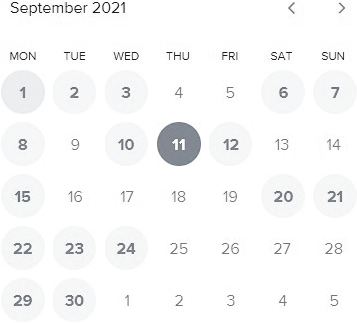 September 2021
MON TUE WED THU FRI SAT SUN
1 2 3 4 5 6 7
8 9 10 11 12 13 14
15 16 17 18 19 20 21
22 23 24 25 26 27 28
29 30 1 2 3 4 5